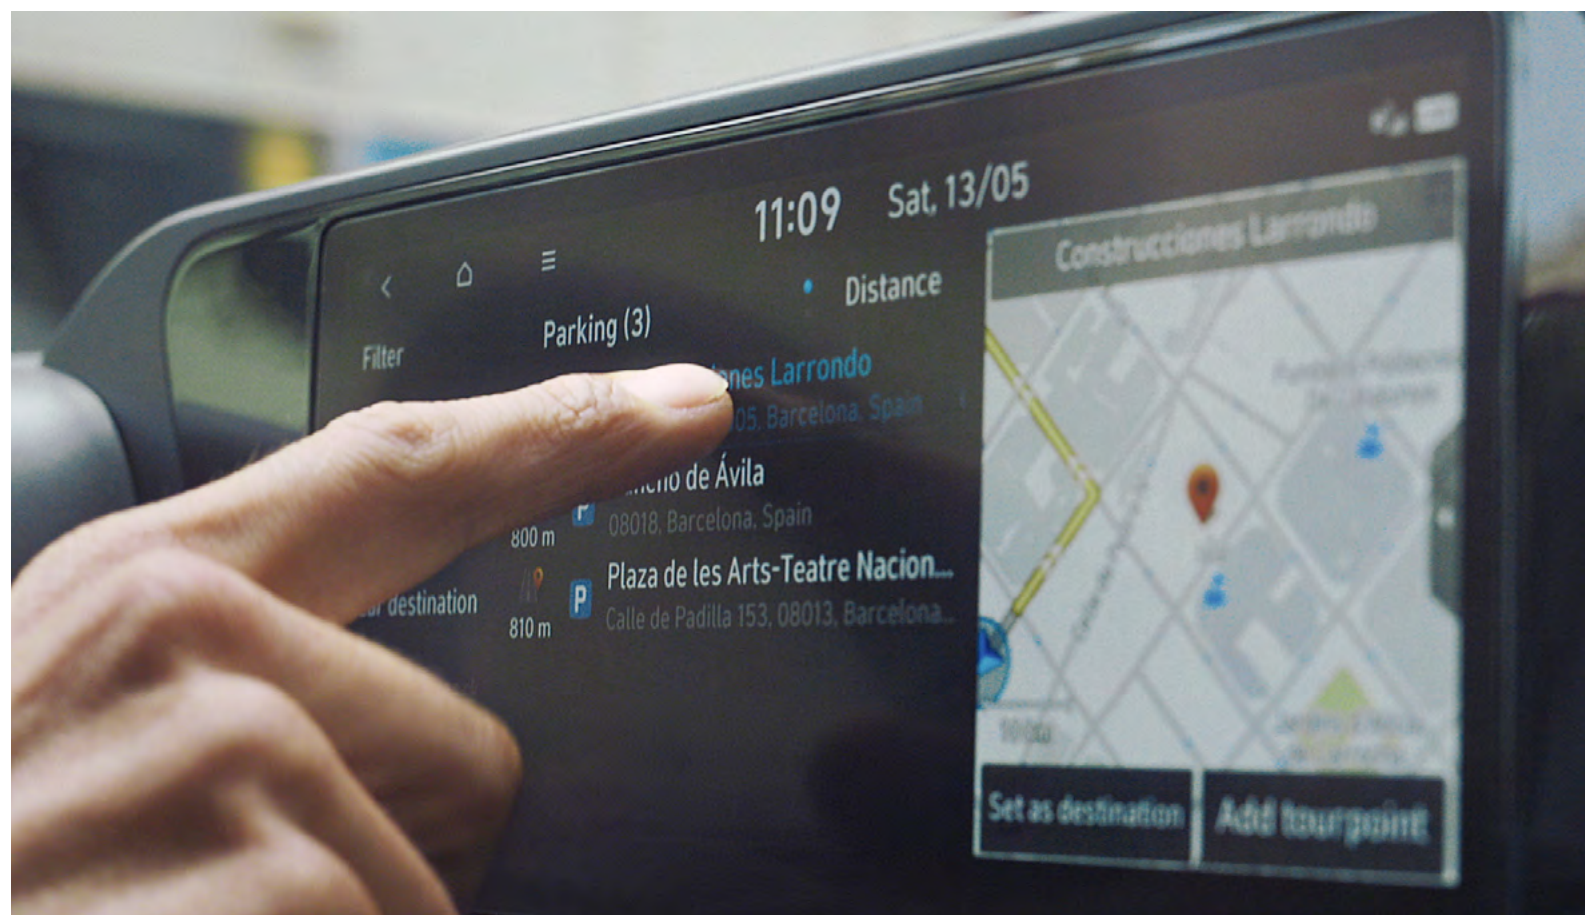 11:09 Sat, 13/05
Distance
Parking (3)
Filter
Larrondo
Barcelona, Spain
de Ávila
08018, Barcelona, Spain
800 m
Plaza de les Arts-Teatre Nacion...
Calle de Padilla 153, 08013, Barcelona...
810 m
destination
Construcciones Larrondo
Set as destination
Add tourpoint